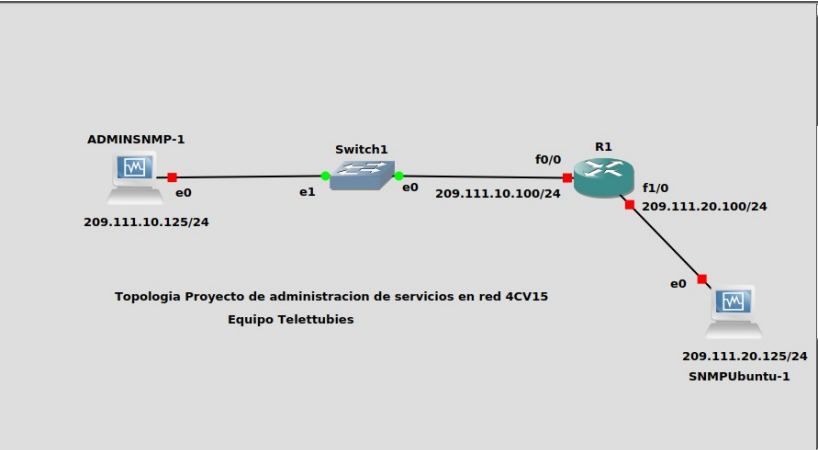 ADMINSNMP-1
Switch1
R1
f0/0
e0
e1
e0
209.111.10.100/24
f1/0
209.111.20.100/24
209.111.10.125/24
e0
Topologia Proyecto de administracion de servicios en red 4CV15
Equipo Telettubies
209.111.20.125/24
SNMPUbuntu-1